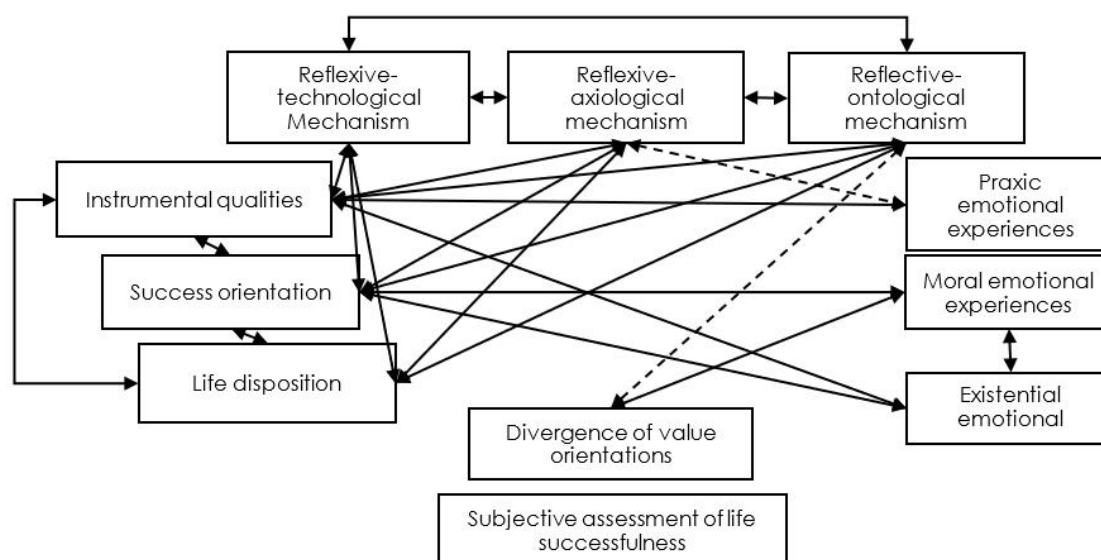 Reflexive-
technological
Mechanism
Reflexive-
axiological
mechanism
Reflective-
ontological
mechanism
Instrumental qualities
Praxic
emotional
experiences
Success orientation
Moral emotional
experiences
Life disposition
Existential
emotional
Divergence of value
orientations
Subjective assessment of life
successfulness